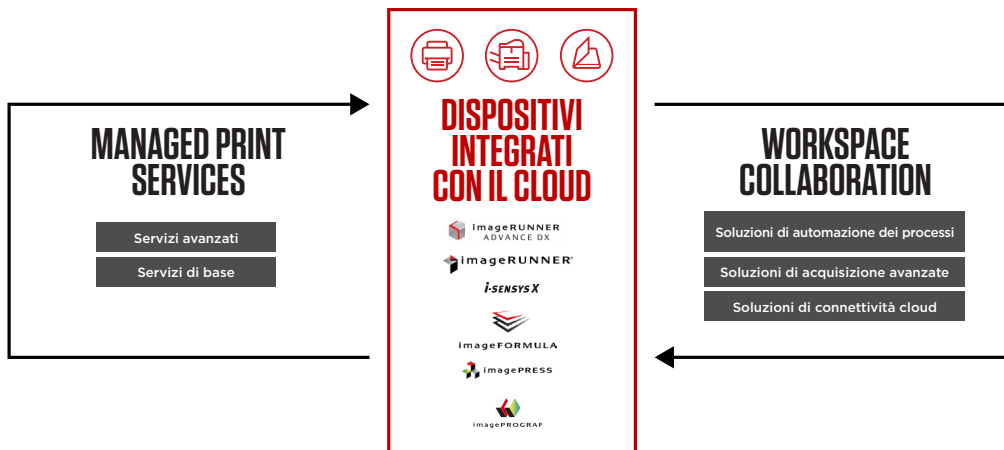 MANAGED PRINT
SERVICES
Servizi avanzati
Servizi di base
DISPOSITIVI
INTEGRATI
CON IL CLOUD
imageRUNNER
ADVANCE DX
imageRUNNER®
i-SENSYS X
imageFORMULA
imagePRESS
imagePROGRAF
WORKSPACE
COLLABORATION
Soluzioni di automazione dei processi
Soluzioni di acquisizione avanzate
Soluzioni di connettività cloud